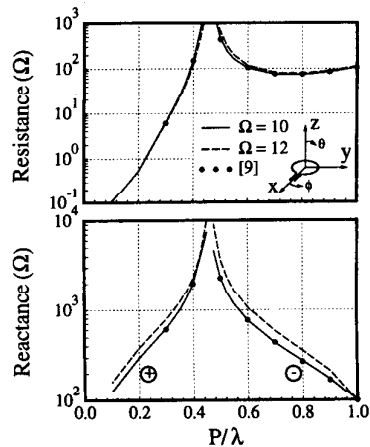 Resistance (Ω)
10³
10²
10¹
10⁰
10⁻¹
Ω = 10
Ω = 12
[9]
z
θ
y
x
φ
Reactance (Ω)
10⁴
10³
10²
+
-
0.0 0.2 0.4 0.6 0.8 1.0
P/λ